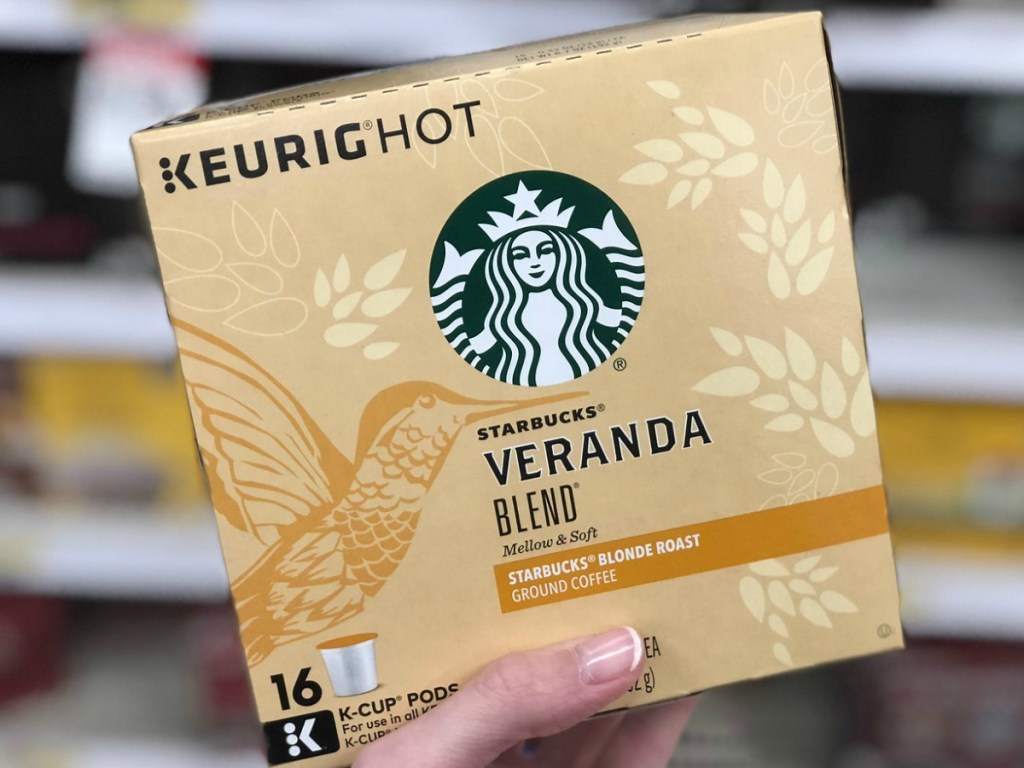 KEURIG® HOT
STARBUCKS®
VERANDA
BLEND®
Mellow & Soft
STARBUCKS® BLONDE ROAST
GROUND COFFEE
EA
g)
16
K-CUP® PODS
For use in all
K-CUP®
K